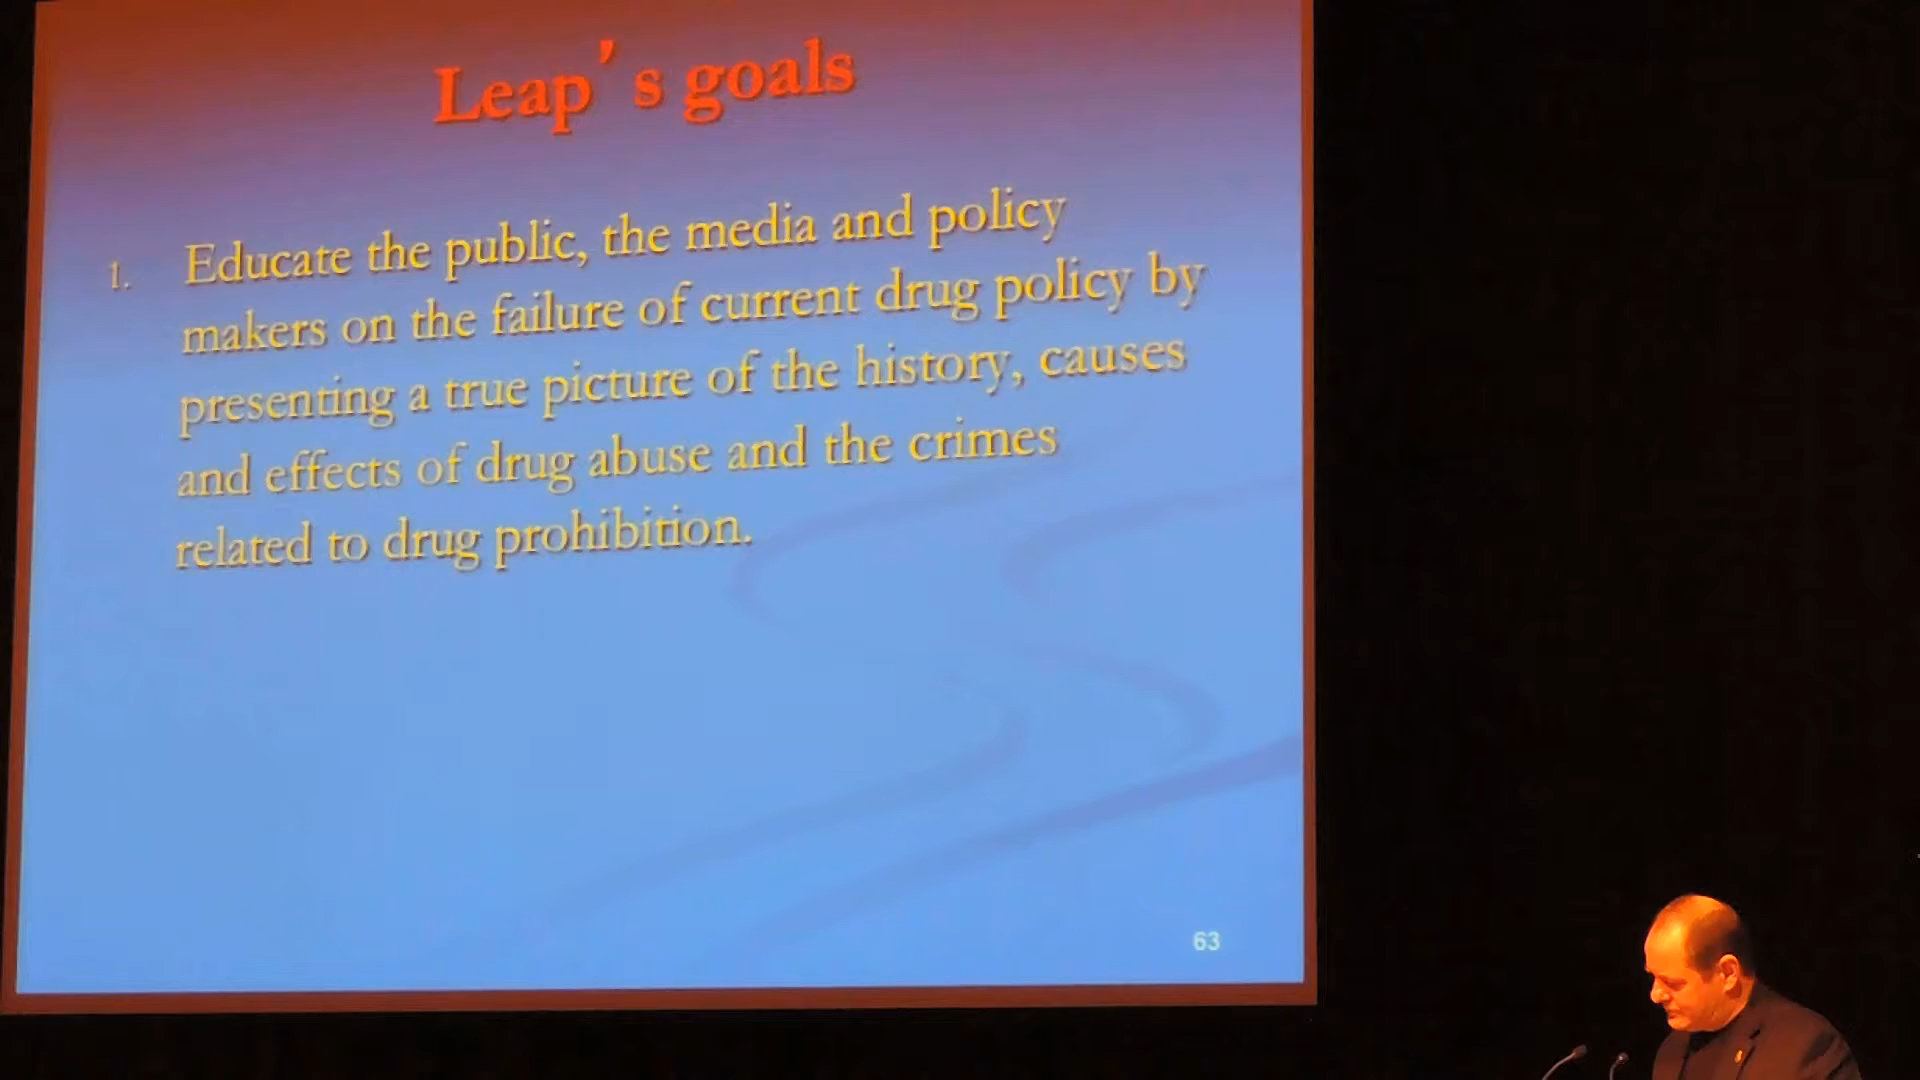 Leap's goals
1. Educate the public, the media and policy
makers on the failure of current drug policy by
presenting a true picture of the history, causes
and effects of drug abuse and the crimes
related to drug prohibition.
63